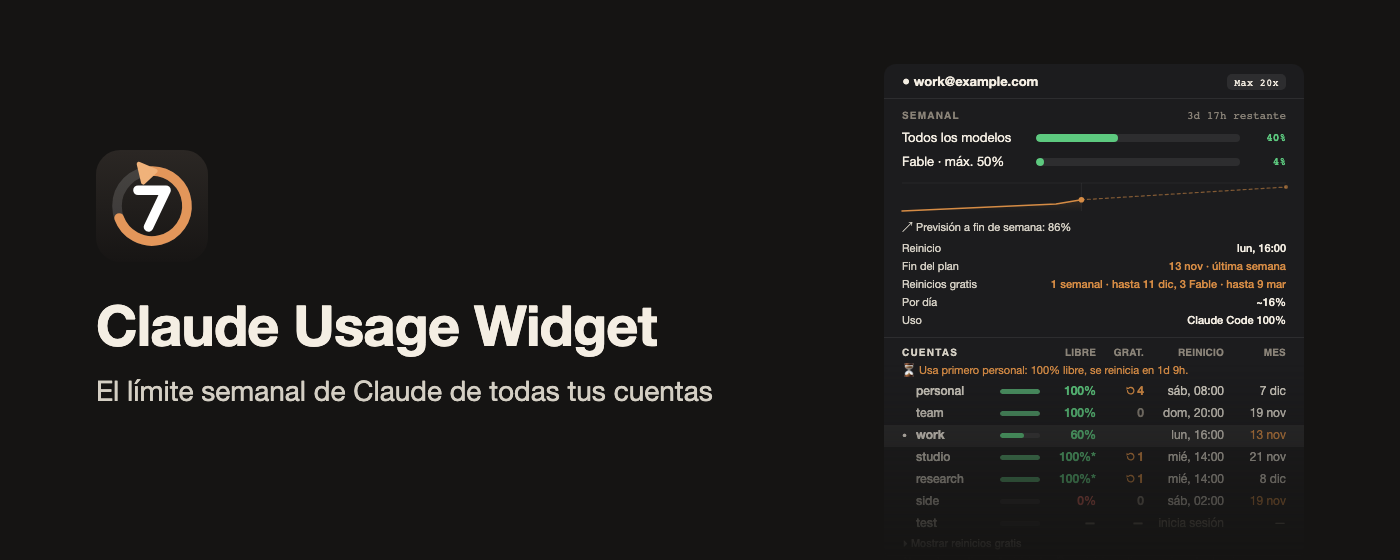 7
Claude Usage Widget
El límite semanal de Claude de todas tus cuentas
• work@example.com Max 20x
SEMANAL 3d 17h restante
Todos los modelos 40%
Fable · máx. 50% 4%
↗ Previsión a fin de semana: 86%
Reinicio lun, 16:00
Fin del plan 13 nov · última semana
Reinicios gratis 1 semanal · hasta 11 dic, 3 Fable · hasta 9 mar
Por día ~16%
Uso Claude Code 100%
CUENTAS LIBRE GRAT. REINICIO MES
⏳ Usa primero personal: 100% libre, se reinicia en 1d 9h.
personal 100% ↺ 4 sáb, 08:00 7 dic
team 100% 0 dom, 20:00 19 nov
• work 60% lun, 16:00 13 nov
studio 100%* ↺ 1 mié, 14:00 21 nov
research 100%* ↺ 1 mié, 14:00 8 dic
side 0% 0 sáb, 02:00 19 nov
test — — inicia sesión —
Mostrar reinicios gratis